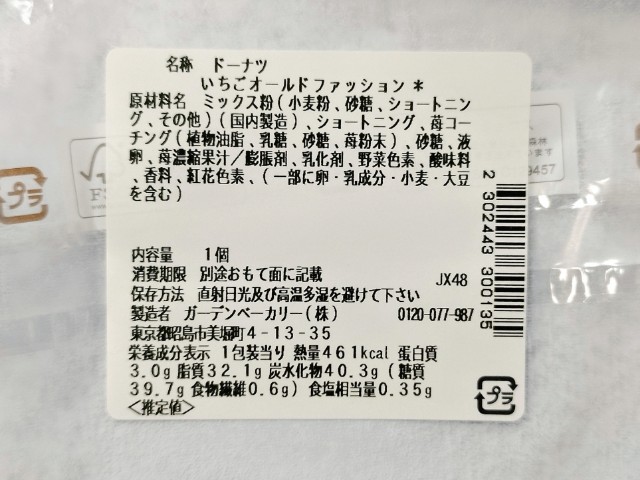 名称 ドーナツ
いちごオールドファッション＊
原材料名 ミックス粉(小麦粉、砂糖、ショートニン
グ、その他)(国内製造)、ショートニング、苺コー
チング(植物油脂、乳糖、砂糖、苺粉末)、砂糖、液
卵、苺濃縮果汁／膨脹剤、乳化剤、野菜色素、酸味料
、香料、紅花色素、(一部に卵・乳成分・小麦・大豆
を含む)
内容量 1個
消費期限 別途おもて面に記載
JX48
保存方法 直射日光及び高温多湿を避けて下さい
製造者 ガーデンベーカリー(株) 0120-077-987
東京都昭島市美堀町4-13-35
栄養成分表示 1包装当り 熱量461kcal 蛋白質
3.0g 脂質32.1g 炭水化物40.3g (糖質
39.7g 食物繊維0.6g) 食塩相当量0.35g
<推定値>
2 302443 300135
プラ
プラ
FS
9457